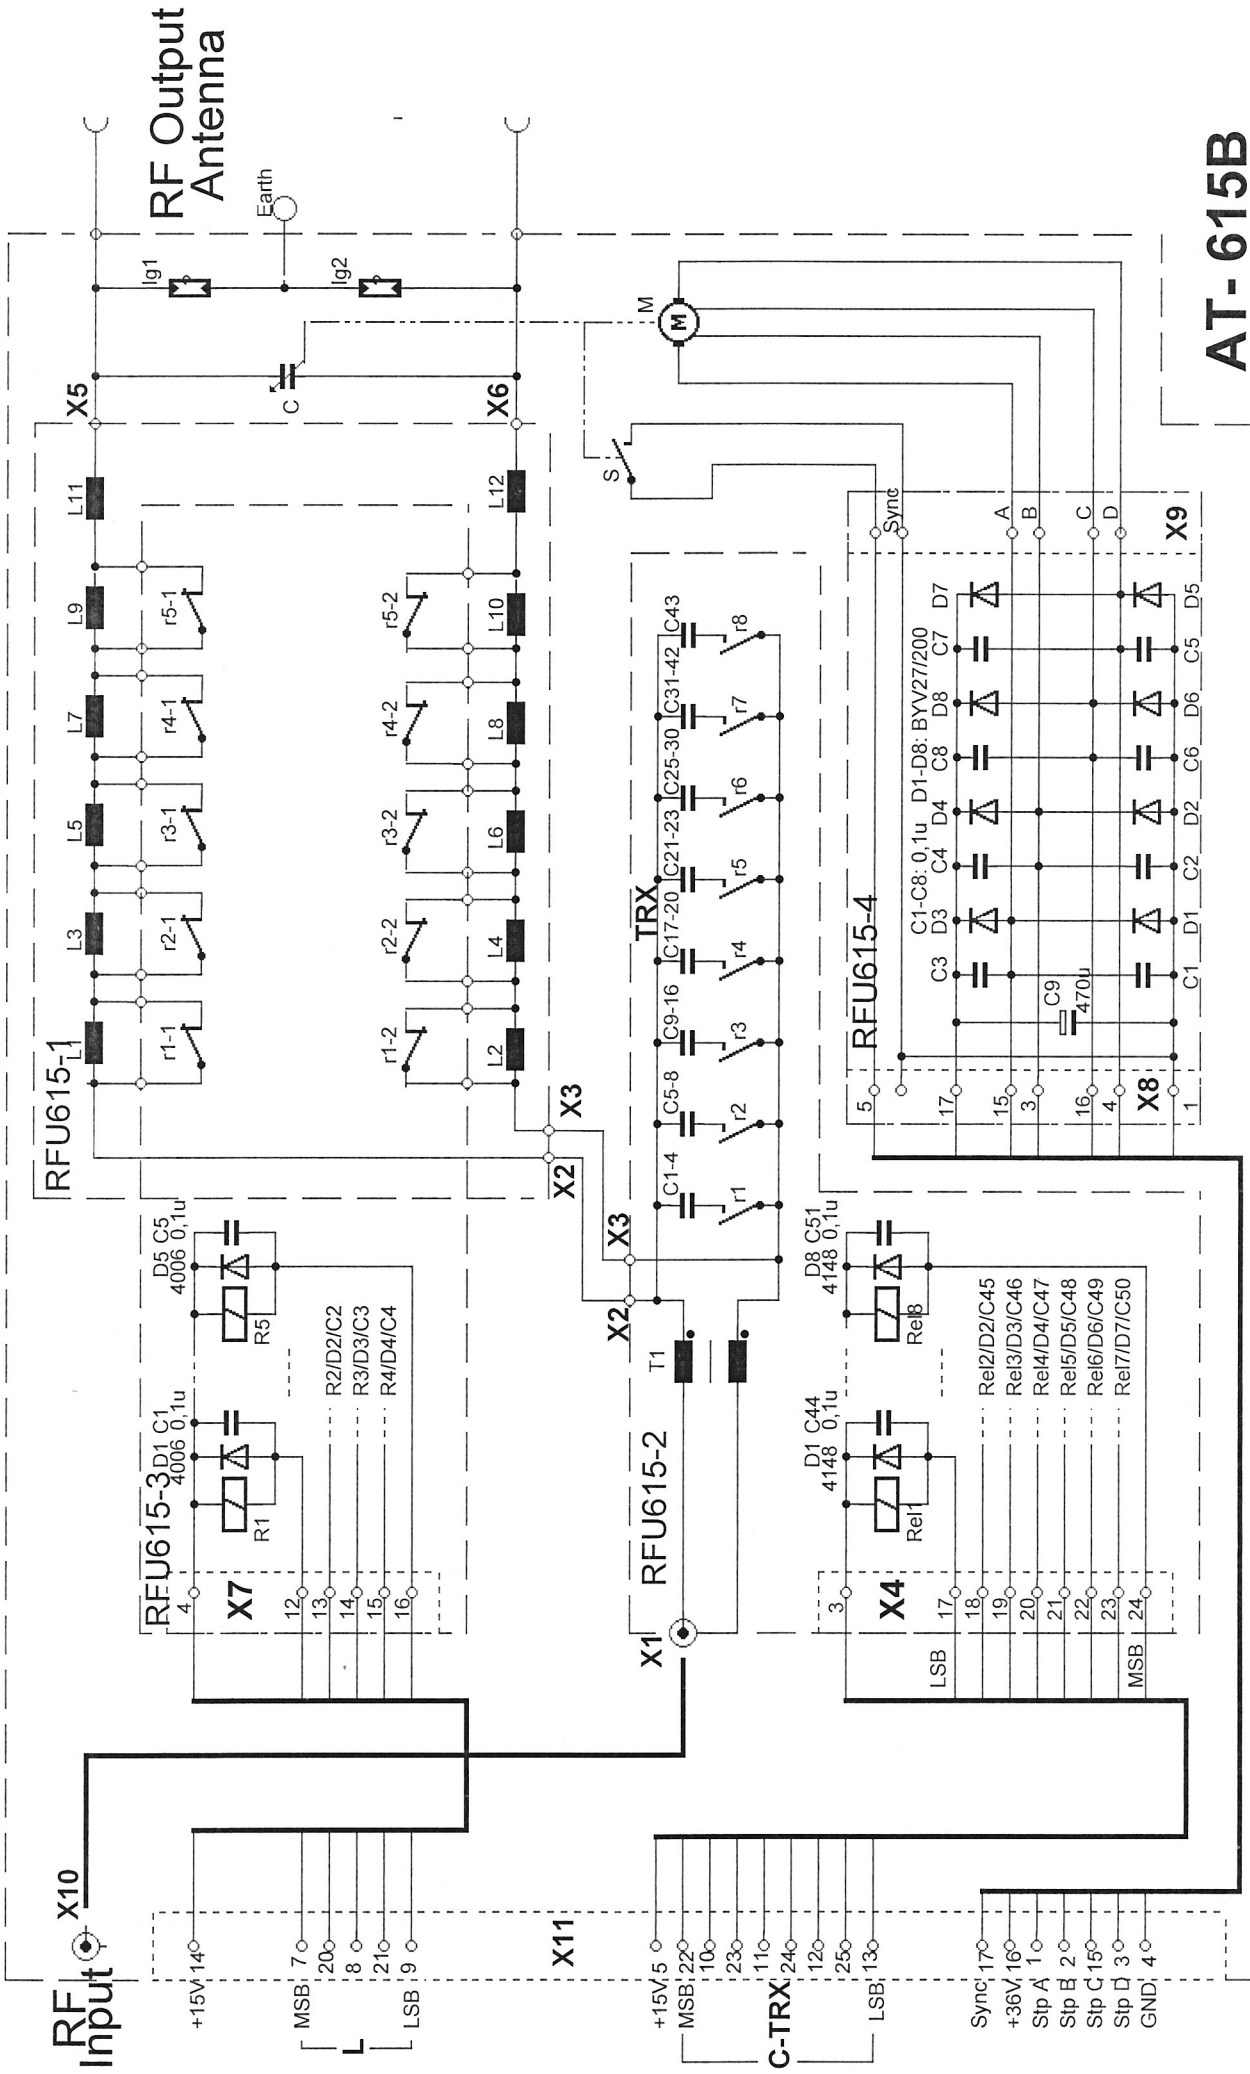 RF
Input
X10
+15V 14
MSB 7
20
8
21
LSB 9
L
X11
+15V 5
MSB 22
10
23
11
24
12
25
LSB 13
C-TRX
Sync 17
+36V 16
Stp A 1
Stp B 2
Stp C 15
Stp D 3
GND 4
RFU615-3
X7
4
12
13
14
15
16
R1
D1 C1
4006 0,1u
R5
D5 C5
4006 0,1u
R2/D2/C2
R3/D3/C3
R4/D4/C4
RFU615-1
L1
L3
L5
L7
L9
L11
r1-1
r2-1
r3-1
r4-1
r5-1
r1-2
r2-2
r3-2
r4-2
r5-2
L2
L4
L6
L8
L10
L12
X5
X6
X2
X3
C
Ig1
Ig2
Earth
RF Output
Antenna
RFU615-2
X1
T1
X2
X3
TRX
C1-4
C5-8
C9-16
C17-20
C21-23
C25-30
C31-42
C43
r1
r2
r3
r4
r5
r6
r7
r8
X4
3
LSB 17
18
19
20
21
22
23
MSB 24
Rel1
D1 C44
4148 0,1u
Rel8
D8 C51
4148 0,1u
Rel2/D2/C45
Rel3/D3/C46
Rel4/D4/C47
Rel5/D5/C48
Rel6/D6/C49
Rel7/D7/C50
S
M
M
RFU615-4
5
17
15
3
16
4
X8
1
C9
470u
C1-C8: 0,1u D1-D8: BYV27/200
C3
D3
C4
D4
C8
D8
C7
D7
C1
D1
C2
D2
C6
D6
C5
D5
Sync
A
B
C
D
X9
AT- 615B